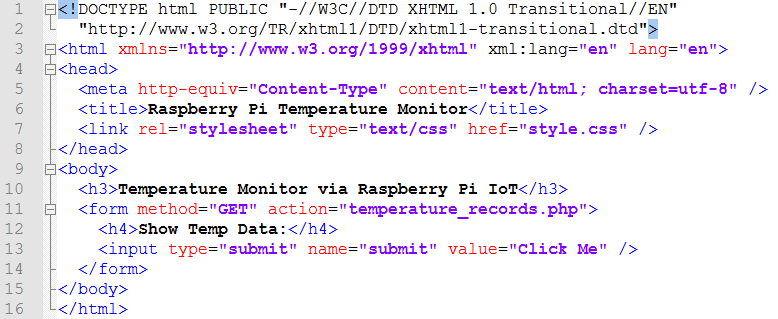 1 <!DOCTYPE html PUBLIC "-//W3C//DTD XHTML 1.0 Transitional//EN"
2 "http://www.w3.org/TR/xhtml1/DTD/xhtml1-transitional.dtd">
3 <html xmlns="http://www.w3.org/1999/xhtml" xml:lang="en" lang="en">
4 <head>
5 <meta http-equiv="Content-Type" content="text/html; charset=utf-8" />
6 <title>Raspberry Pi Temperature Monitor</title>
7 <link rel="stylesheet" type="text/css" href="style.css" />
8 </head>
9 <body>
10 <h3>Temperature Monitor via Raspberry Pi IoT</h3>
11 <form method="GET" action="temperature_records.php">
12 <h4>Show Temp Data:</h4>
13 <input type="submit" name="submit" value="Click Me" />
14 </form>
15 </body>
16 </html>